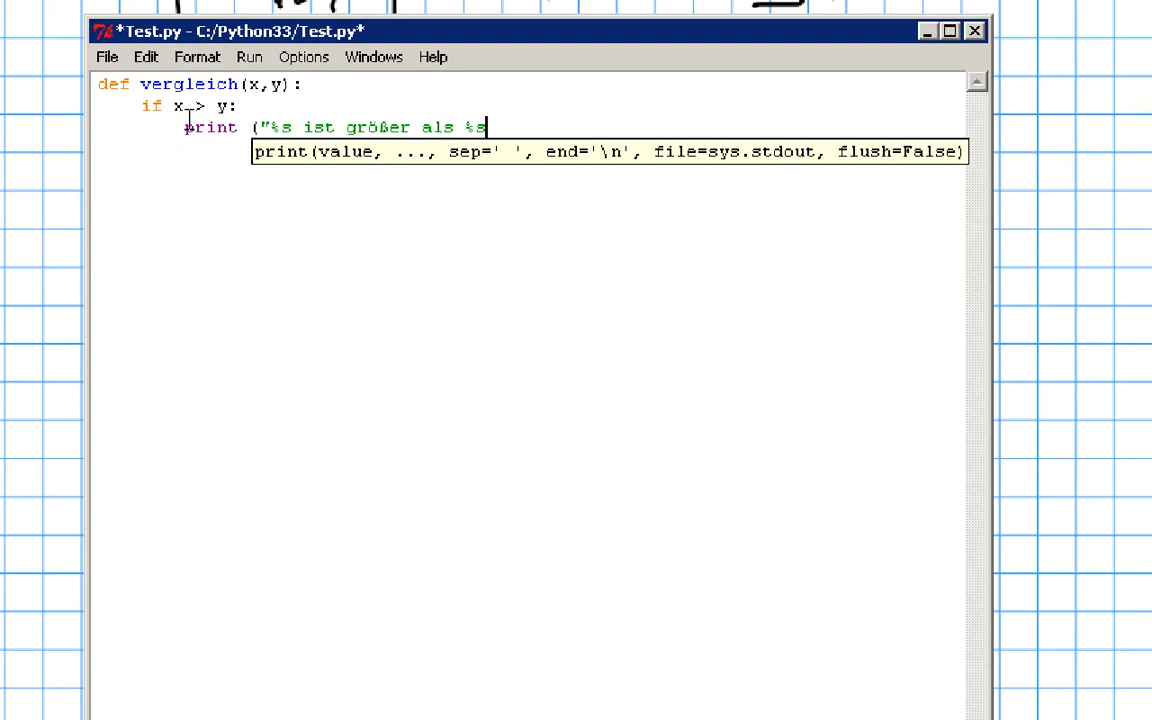 *Test.py - C:/Python33/Test.py*
File Edit Format Run Options Windows Help
def vergleich(x,y):
if x > y:
print ("%s ist größer als %s
print(value, ..., sep=' ', end='\n', file=sys.stdout, flush=False)